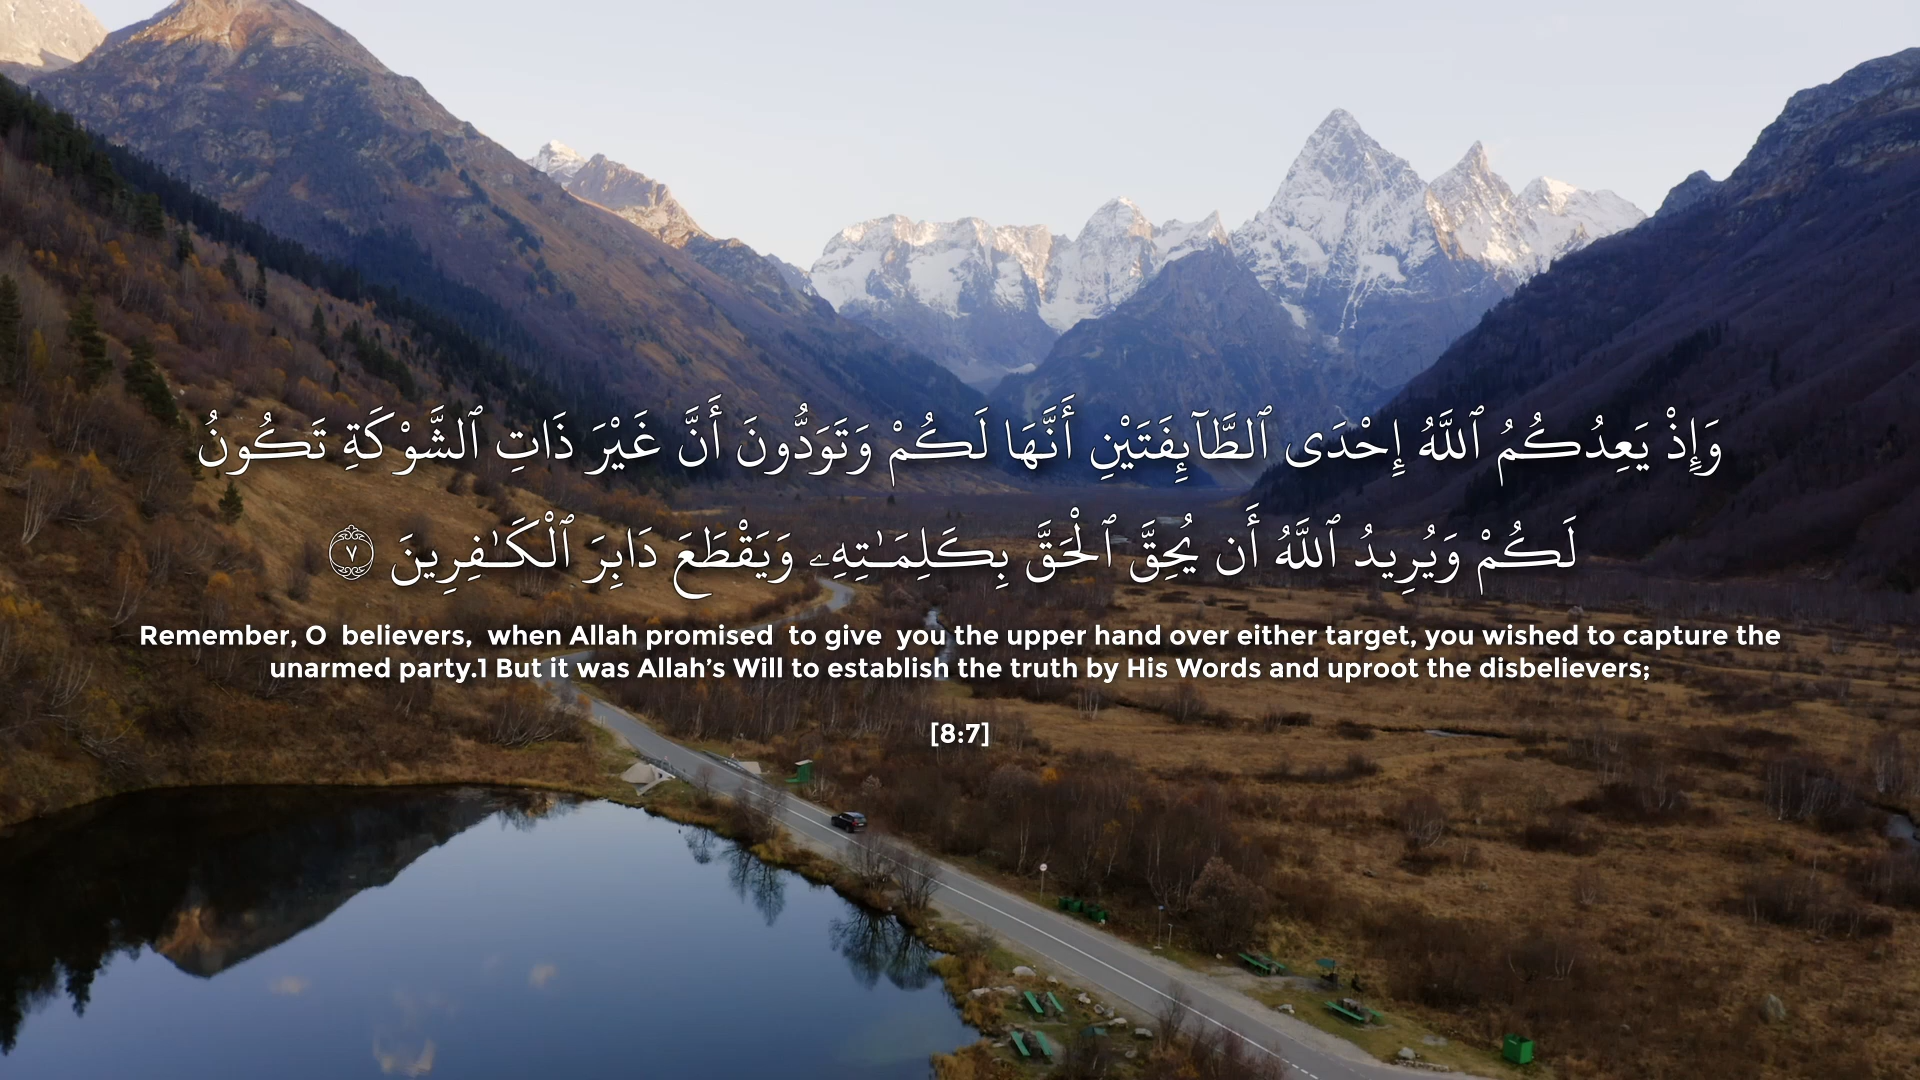 وَإِذْ يَعِدُكُمُ ٱللَّهُ إِحْدَى ٱلطَّآئِفَتَيْنِ أَنَّهَا لَكُمْ وَتَوَدُّونَ أَنَّ غَيْرَ ذَاتِ ٱلشَّوْكَةِ تَكُونُ
لَكُمْ وَيُرِيدُ ٱللَّهُ أَن يُحِقَّ ٱلْحَقَّ بِكَلِمَـٰتِهِۦ وَيَقْطَعَ دَابِرَ ٱلْكَـٰفِرِينَ ٧
Remember, O believers, when Allah promised to give you the upper hand over either target, you wished to capture the
unarmed party.1 But it was Allah’s Will to establish the truth by His Words and uproot the disbelievers;
[8:7]